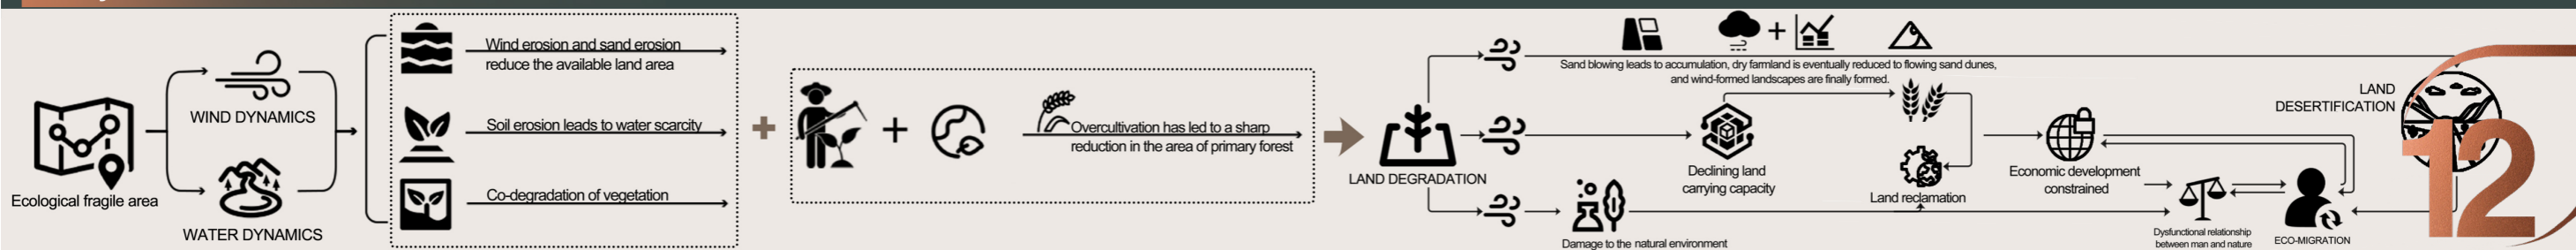 Ecological fragile area
WIND DYNAMICS
WATER DYNAMICS
Wind erosion and sand erosion
reduce the available land area
Soil erosion leads to water scarcity
Co-degradation of vegetation
Overcultivation has led to a sharp
reduction in the area of primary forest
LAND DEGRADATION
Sand blowing leads to accumulation, dry farmland is eventually reduced to flowing sand dunes,
and wind-formed landscapes are finally formed.
Declining land
carrying capacity
Land reclamation
Damage to the natural environment
Economic development
constrained
Dysfunctional relationship
between man and nature
ECO-MIGRATION
LAND
DESERTIFICATION
12